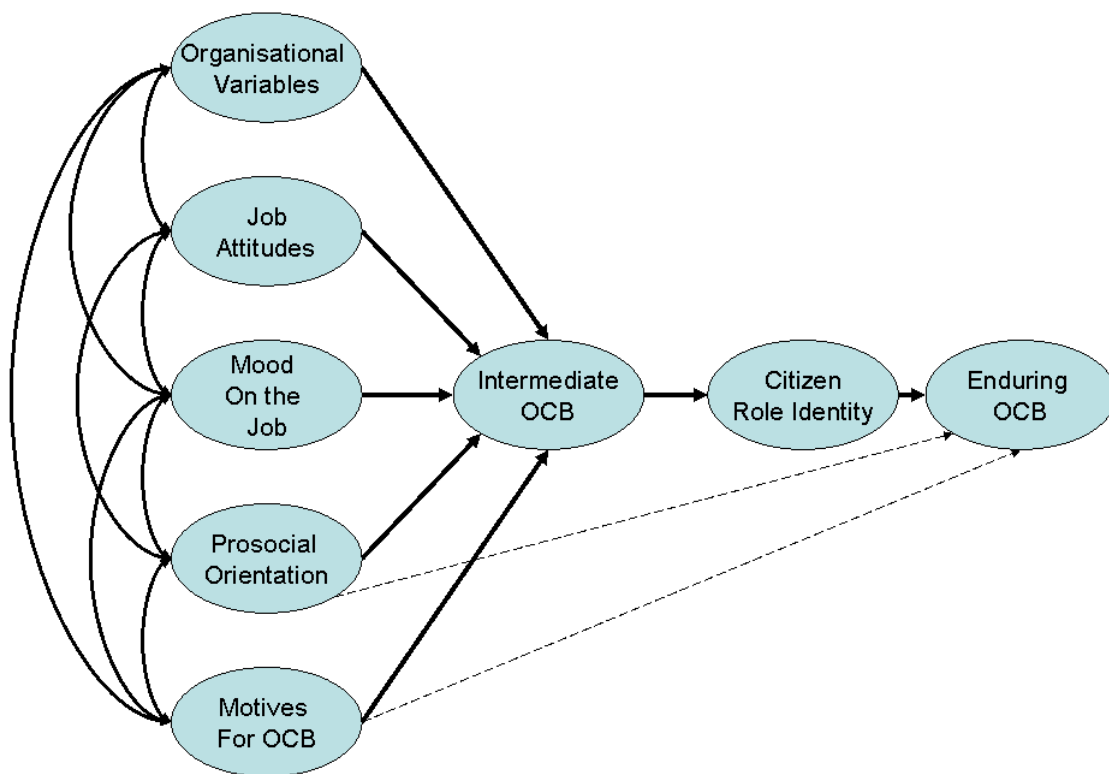 Organisational
Variables
Job
Attitudes
Mood
On the
Job
Intermediate
OCB
Citizen
Role Identity
Enduring
OCB
Prosocial
Orientation
Motives
For OCB